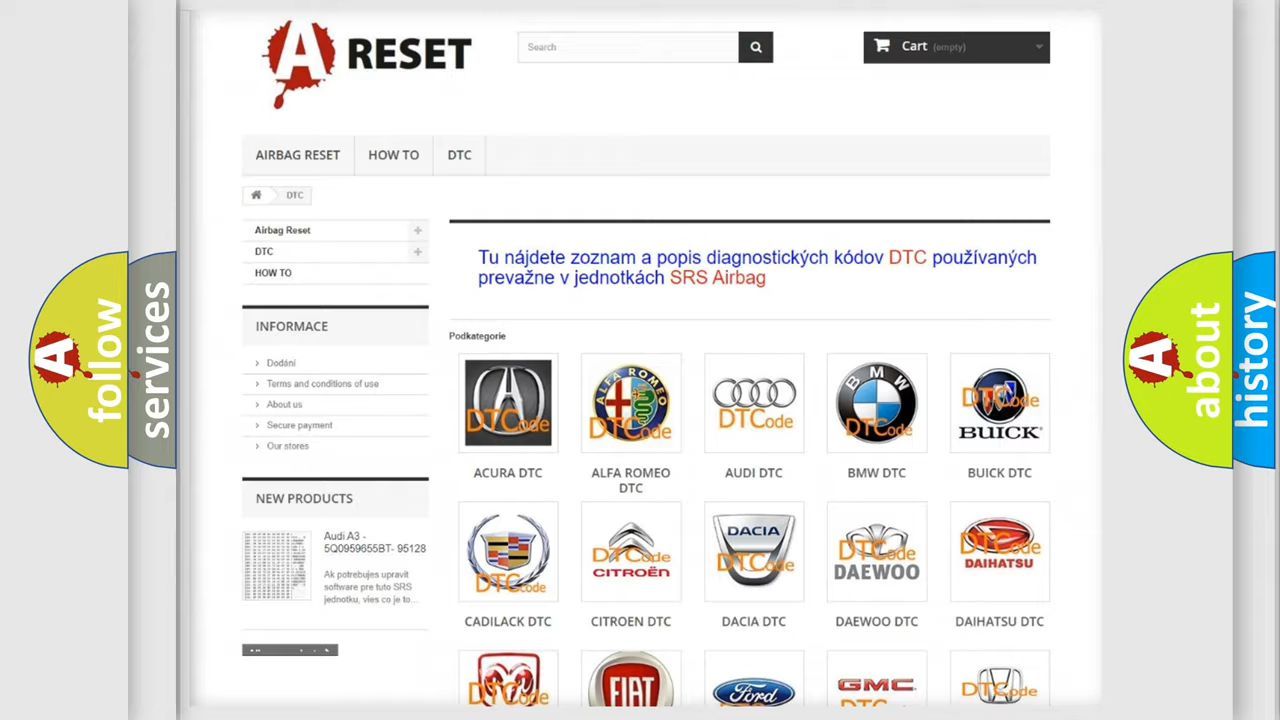 A RESET
Search
Cart (empty)
AIRBAG RESET
HOW TO
DTC
DTC
Airbag Reset
DTC
HOW TO
INFORMACE
Dodání
Terms and conditions of use
About us
Secure payment
Our stores
NEW PRODUCTS
Audi A3 -
5Q0959655BT- 95128
Ak potrebujes upravit
software pre tuto SRS
jednotku, vies co je to...
Tu nájdete zoznam a popis diagnostických kódov DTC používaných
prevažne v jednotkách SRS Airbag
Podkategorie
DTCode
ALFA ROMEO
DTCode
DTCode
BMW
DTCode
DTCode
BUICK
ACURA DTC
ALFA ROMEO
DTC
AUDI DTC
BMW DTC
BUICK DTC
DTCode
DTCode
CITROËN
DACIA
DTCode
DTCode
DAEWOO
DTCode
DAIHATSU
CADILACK DTC
CITROEN DTC
DACIA DTC
DAEWOO DTC
DAIHATSU DTC
DTCode
FIAT
Ford
GMC
DTCode
A follow
services
A about
history